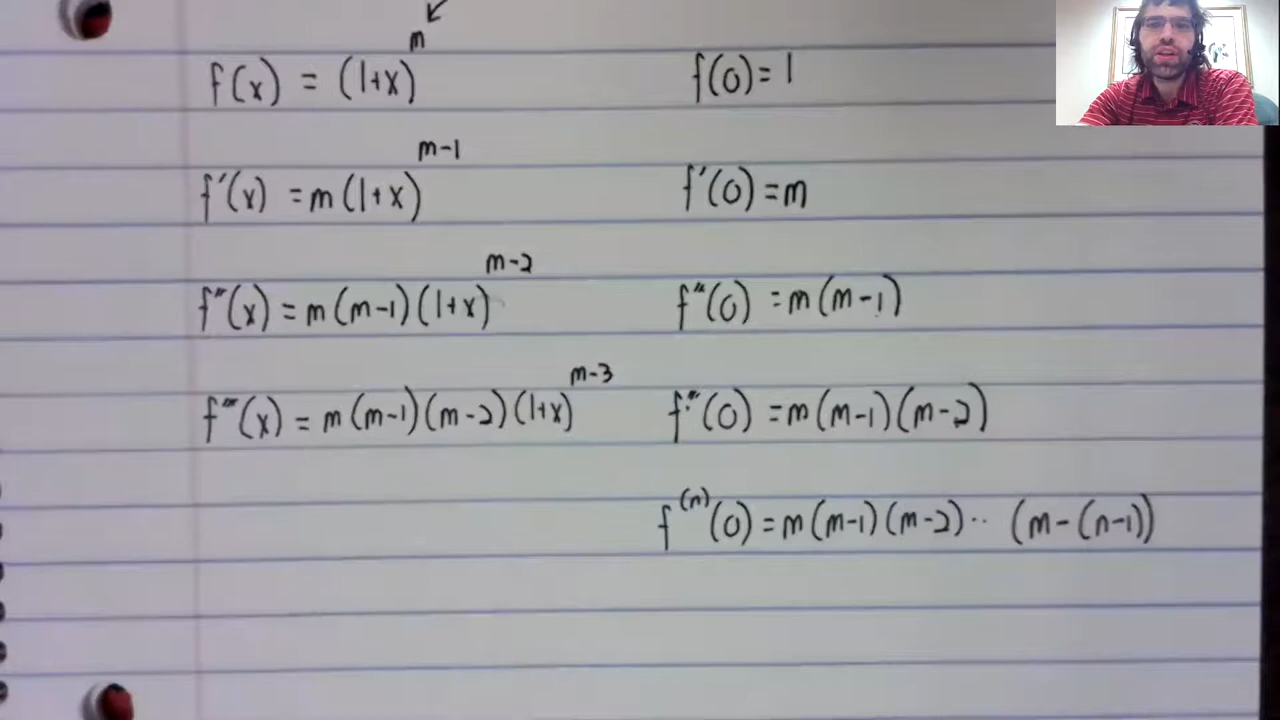 f(x) = (1+x)^m f(0) = 1
f'(x) = m(1+x)^{m-1} f'(0) = m
f''(x) = m(m-1)(1+x)^{m-2} f''(0) = m(m-1)
f'''(x) = m(m-1)(m-2)(1+x)^{m-3} f'''(0) = m(m-1)(m-2)
f^{(n)}(0) = m(m-1)(m-2)·· (m-(n-1))